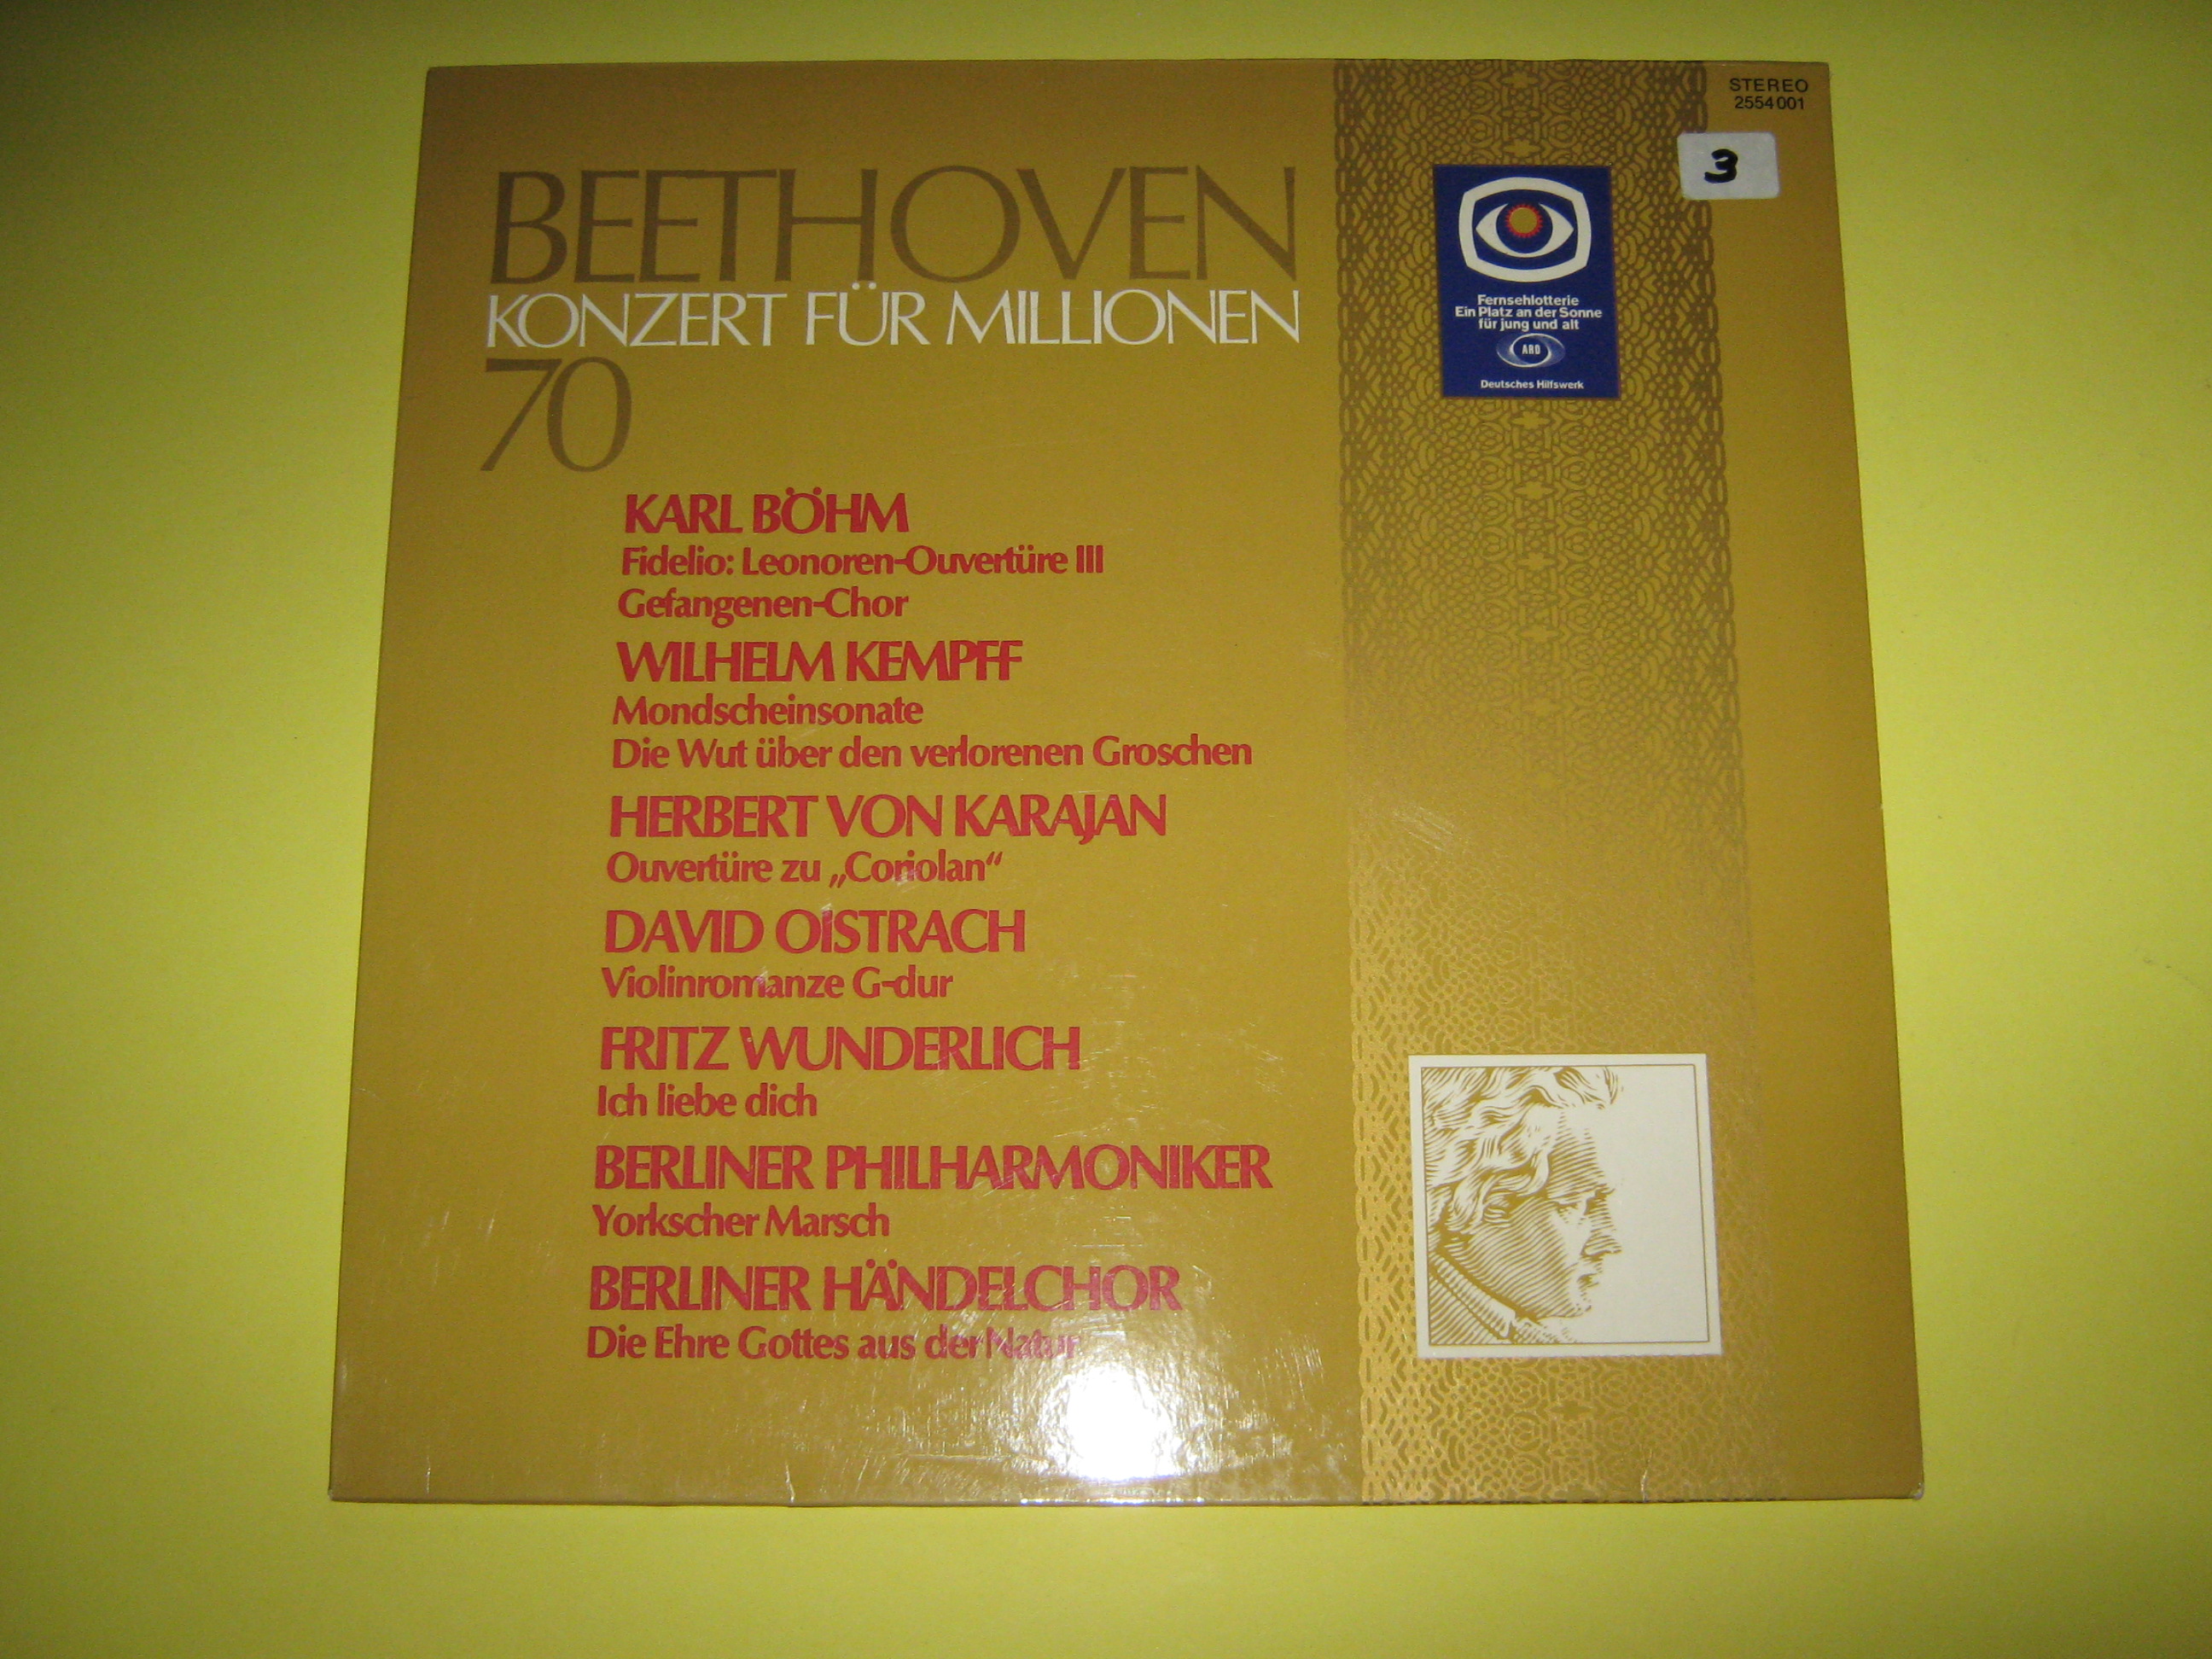 STEREO
2554 001
3
BEETHOVEN
KONZERT FÜR MILLIONEN
70
Fernsehlotterie
Ein Platz an der Sonne
für jung und alt
ARD
Deutsches Hilfswerk
KARL BÖHM
Fidelio: Leonoren-Ouvertüre III
Gefangenen-Chor
WILHELM KEMPFF
Mondscheinsonate
Die Wut über den verlorenen Groschen
HERBERT VON KARAJAN
Ouvertüre zu „Coriolan“
DAVID OISTRACH
Violinromanze G-dur
FRITZ WUNDERLICH
Ich liebe dich
BERLINER PHILHARMONIKER
Yorkscher Marsch
BERLINER HÄNDELCHOR
Die Ehre Gottes aus der Natur